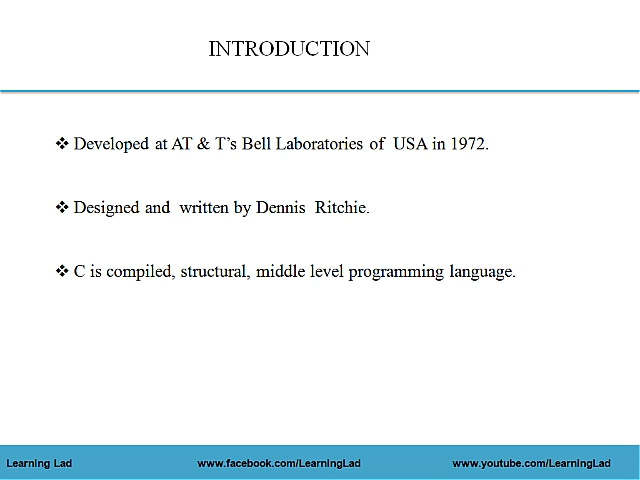 INTRODUCTION
❖ Developed at AT & T’s Bell Laboratories of USA in 1972.
❖ Designed and written by Dennis Ritchie.
❖ C is compiled, structural, middle level programming language.
Learning Lad www.facebook.com/LearningLad www.youtube.com/LearningLad